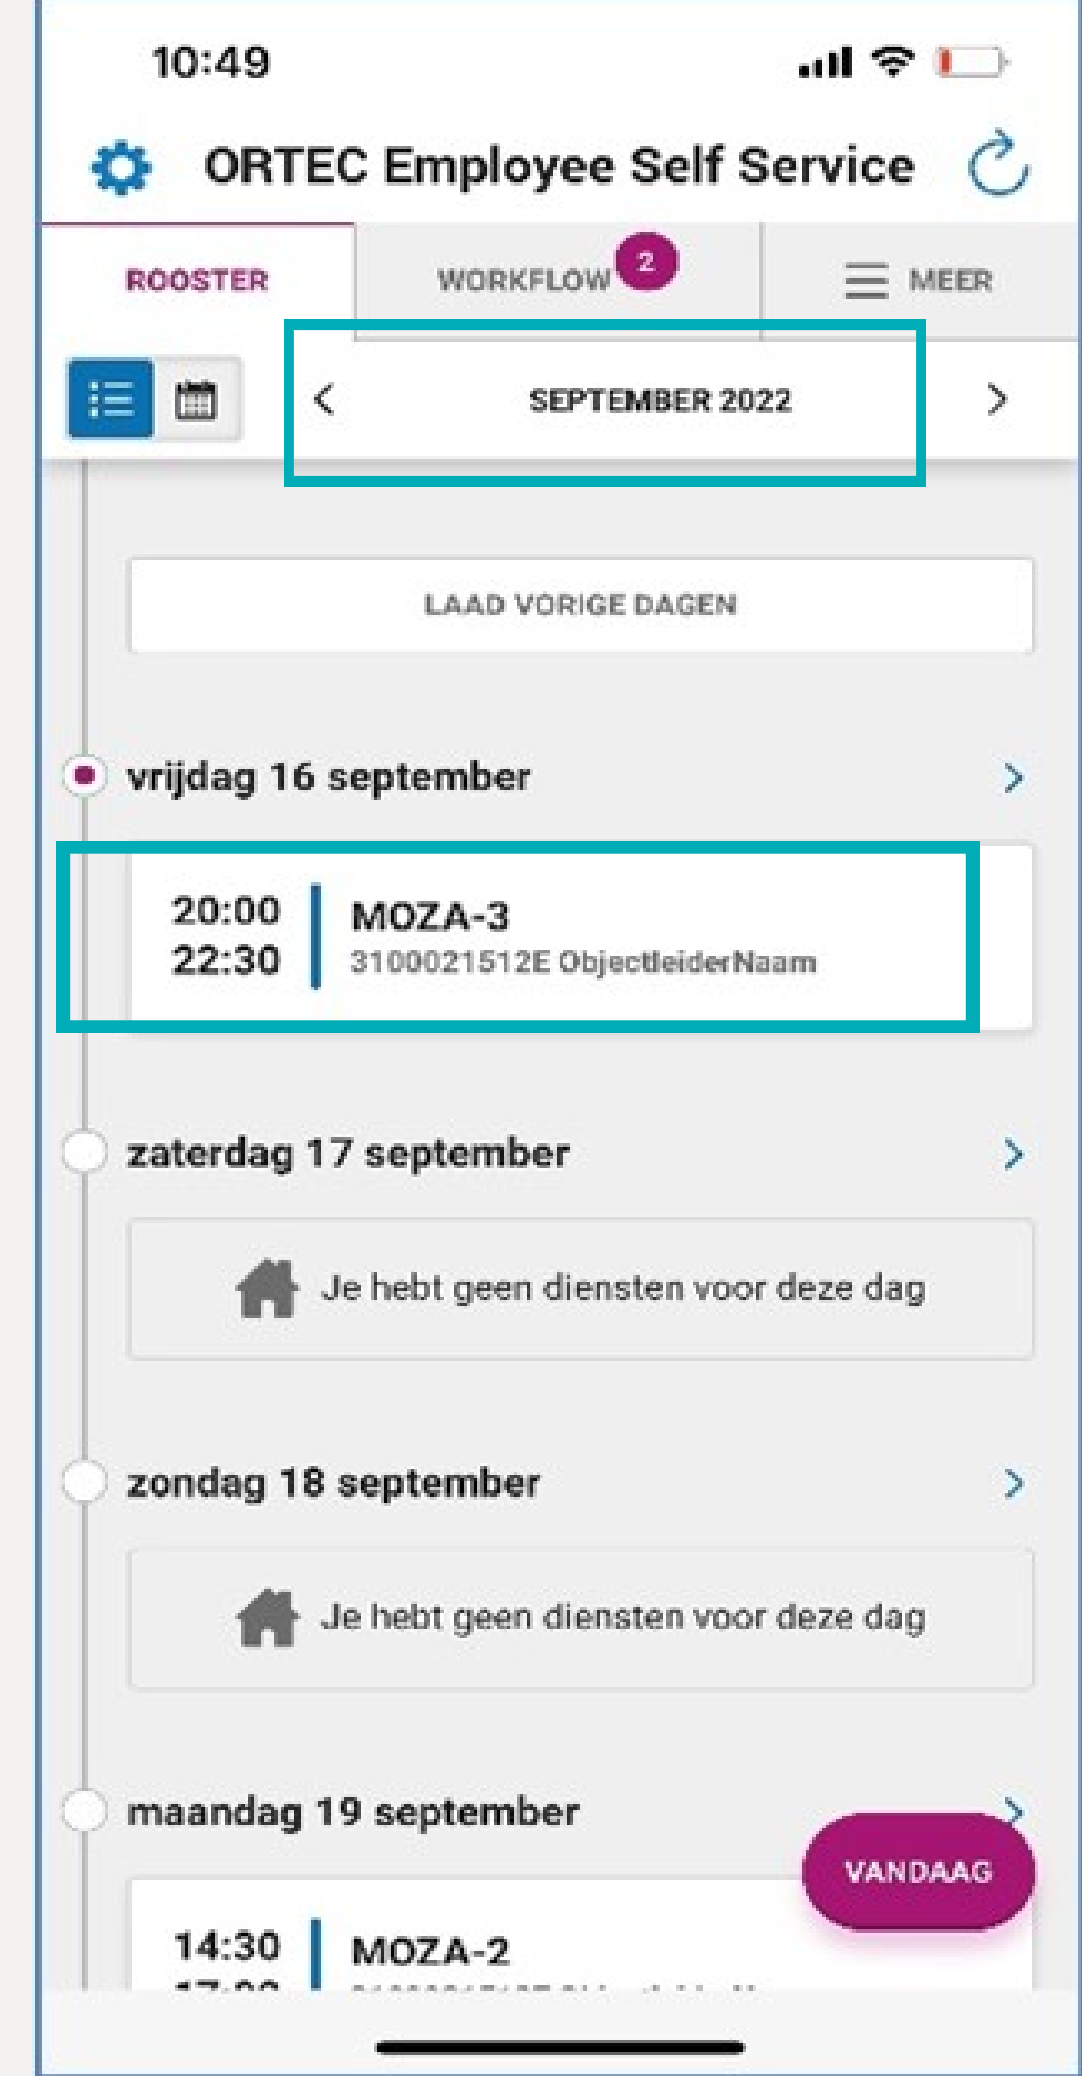 10:49
ORTEC Employee Self Service
ROOSTER
WORKFLOW 2
MEER
SEPTEMBER 2022
LAAD VORIGE DAGEN
vrijdag 16 september
20:00 MOZA-3
22:30 3100021512E ObjectleiderNaam
zaterdag 17 september
Je hebt geen diensten voor deze dag
zondag 18 september
Je hebt geen diensten voor deze dag
maandag 19 september
VANDAAG
14:30 MOZA-2